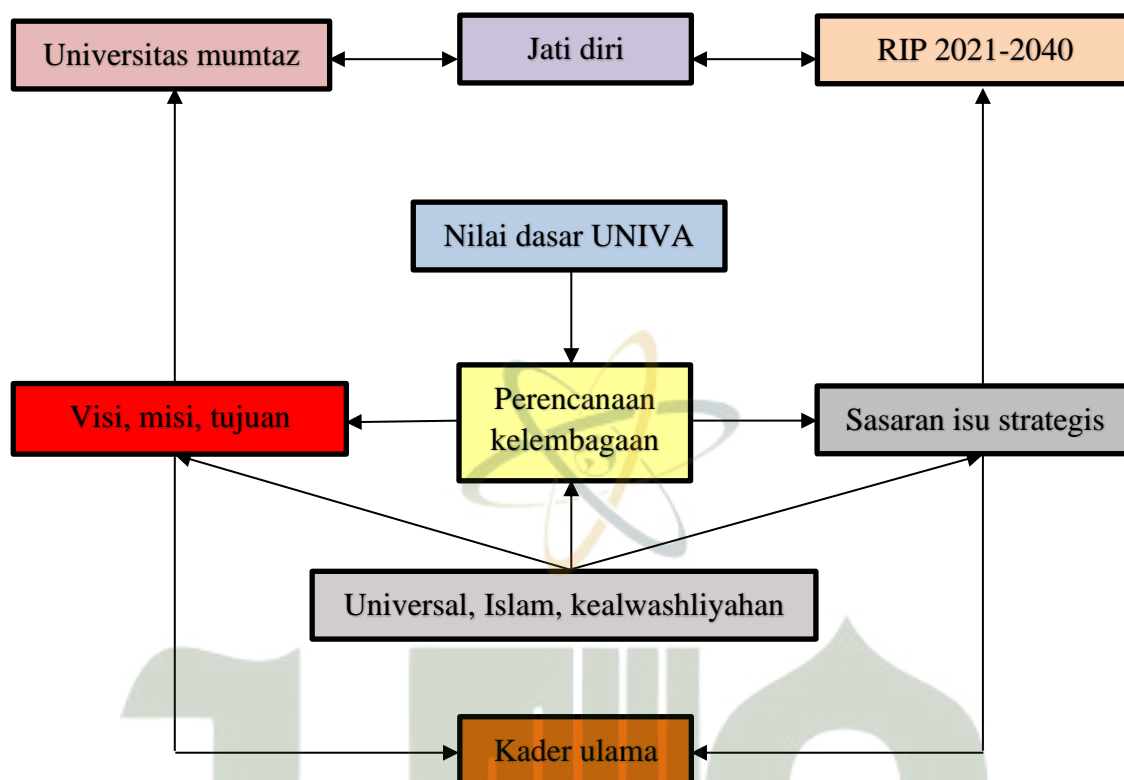 Universitas mumtaz
Jati diri
RIP 2021-2040
Nilai dasar UNIVA
Visi, misi, tujuan
Perencanaan
kelembagaan
Sasaran isu strategis
Universal, Islam, kealwashliyahan
Kader ulama